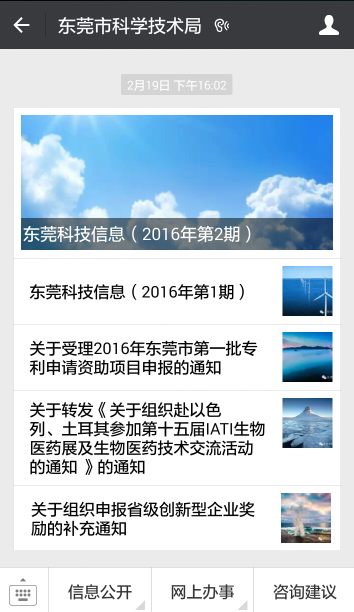 东莞市科学技术局
2月19日 下午16:02
东莞科技信息（2016年第2期）
东莞科技信息（2016年第1期）
关于受理2016年东莞市第一批专
利申请资助项目申报的通知
关于转发《关于组织赴以色
列、土耳其参加第十五届IATI生物
医药展及生物医药技术交流活动
的通知 》的通知
关于组织申报省级创新型企业奖
励的补充通知
信息公开
网上办事
咨询建议